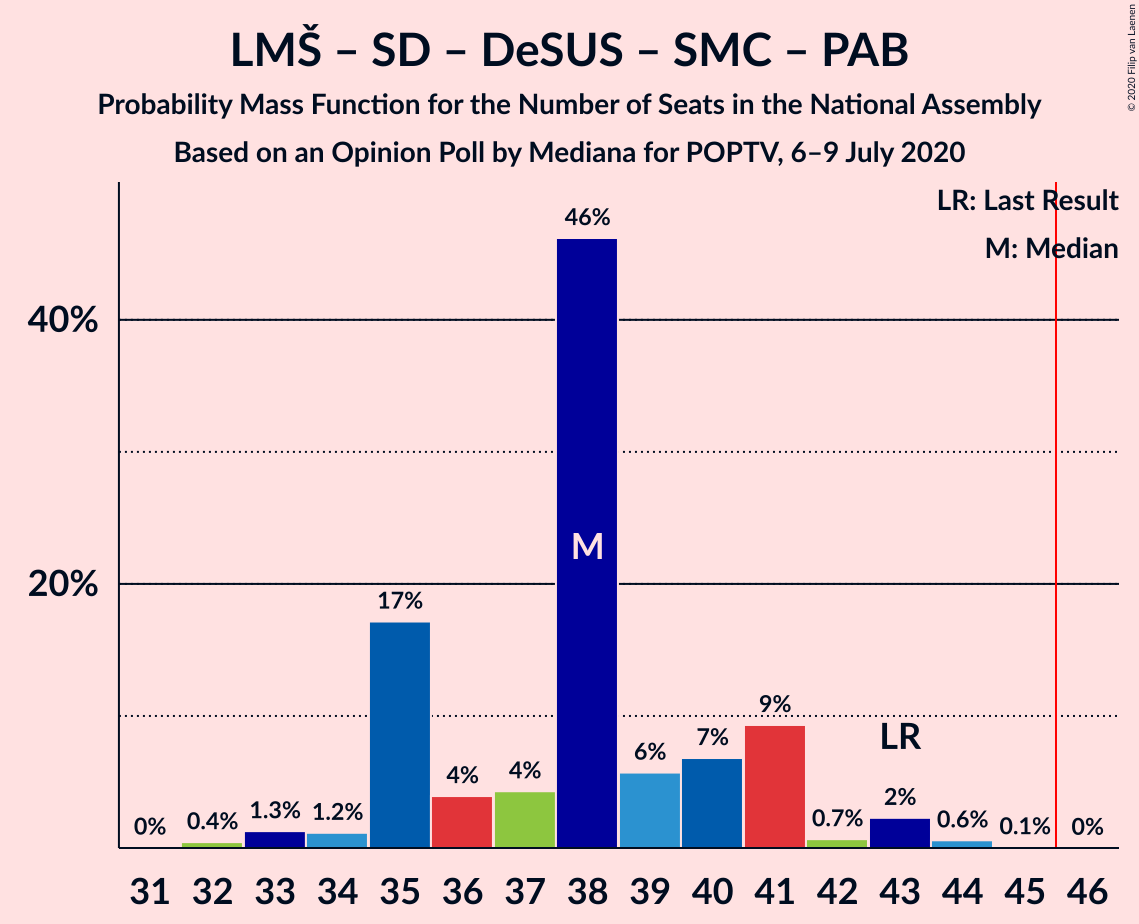 LMŠ – SD – DeSUS – SMC – PAB
Probability Mass Function for the Number of Seats in the National Assembly
Based on an Opinion Poll by Mediana for POPTV, 6–9 July 2020
© 2020 Filip van Laenen
LR: Last Result
M: Median
40%
20%
0%
0.4%
1.3%
1.2%
17%
4%
4%
46%
M
6%
7%
9%
0.7%
LR
2%
0.6%
0.1%
0%
31 32 33 34 35 36 37 38 39 40 41 42 43 44 45 46